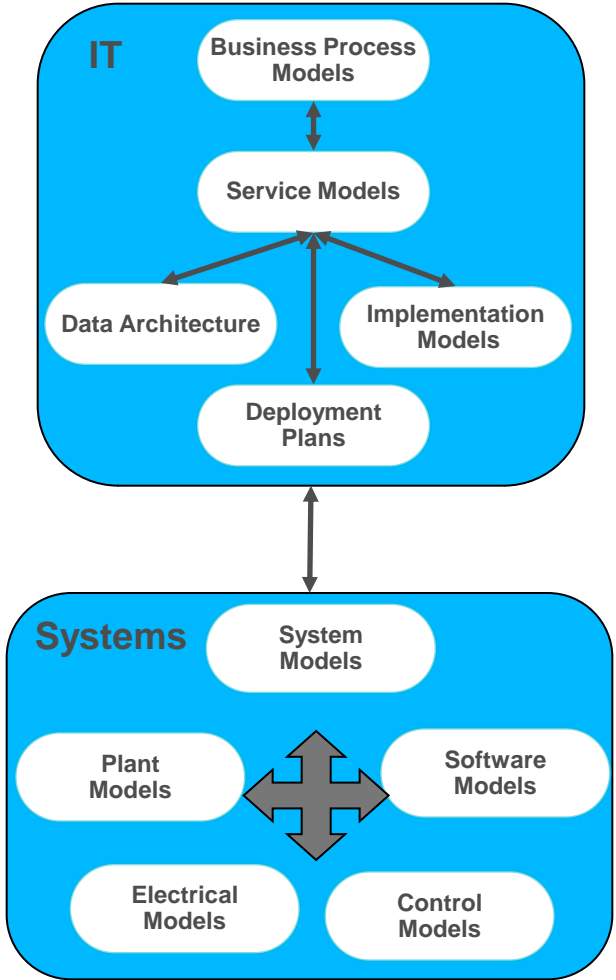 IT
Business Process
Models
Service Models
Data Architecture
Implementation
Models
Deployment
Plans
Systems
System
Models
Plant
Models
Software
Models
Electrical
Models
Control
Models